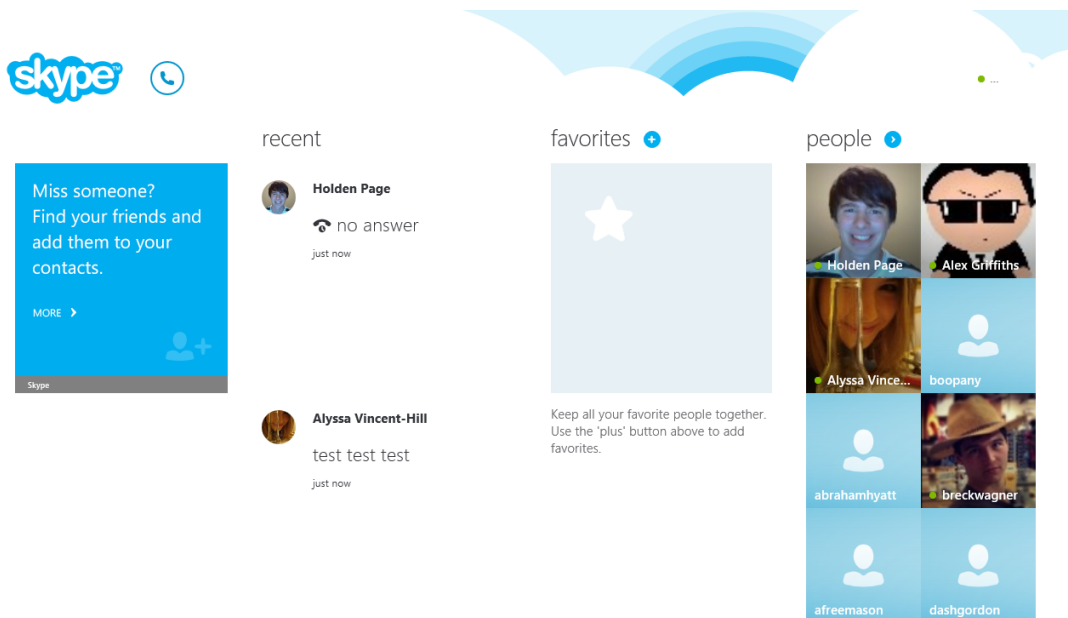 skype™
...
recent
favorites
people
Miss someone?
Find your friends and
add them to your
contacts.
MORE
Skype
Holden Page
no answer
just now
Alyssa Vincent-Hill
test test test
just now
Keep all your favorite people together.
Use the 'plus' button above to add
favorites.
Holden Page
Alex Griffiths
Alyssa Vince...
boopany
abrahamhyatt
breckwagner
afreemason
dashgordon